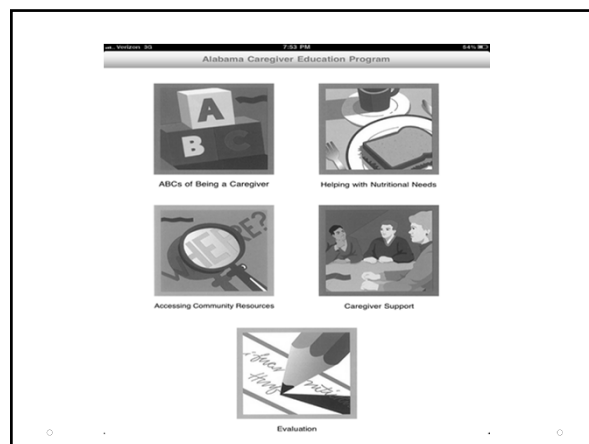 Verizon 3G 7:53 PM 54%
Alabama Caregiver Education Program
A
B C
ABCs of Being a Caregiver
Helping with Nutritional Needs
WHERE?
Accessing Community Resources
Caregiver Support
Evaluation